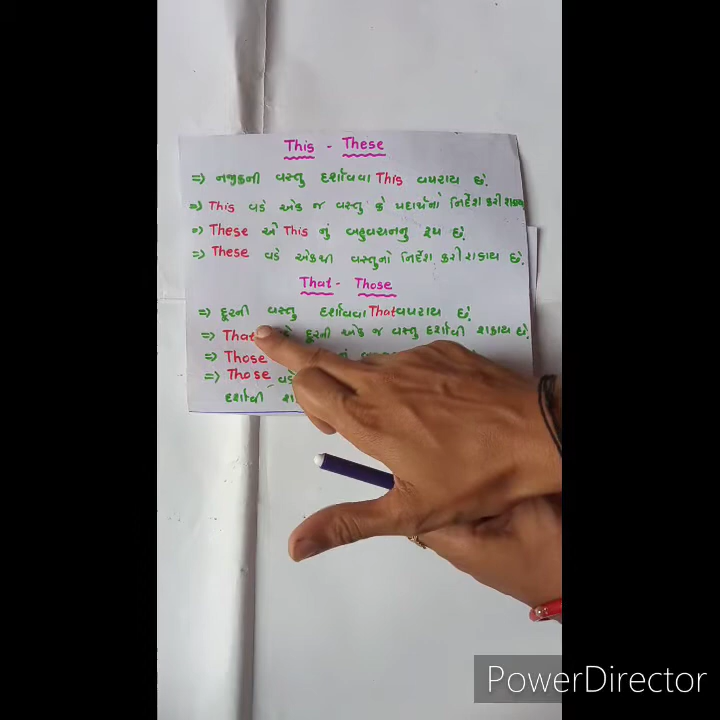 This - These
=> નજીકની વસ્તુ દર્શાવવા This વપરાય છે.
=> This વડે એક જ વસ્તુ કે પદાર્થનો નિર્દેશ કરી શકાય
=> These એ This નું બહુવચનનુ રૂપ છે.
=> These વડે એકથી વસ્તુનો નિર્દેશ કરી શકાય છે.
That - Those
=> દૂરની વસ્તુ દર્શાવવા That વપરાય છે.
=> That દૂરની એક જ વસ્તુ દર્શાવી શકાય છે.
=> Those
=> Those વડે
દર્શાવી
PowerDirector